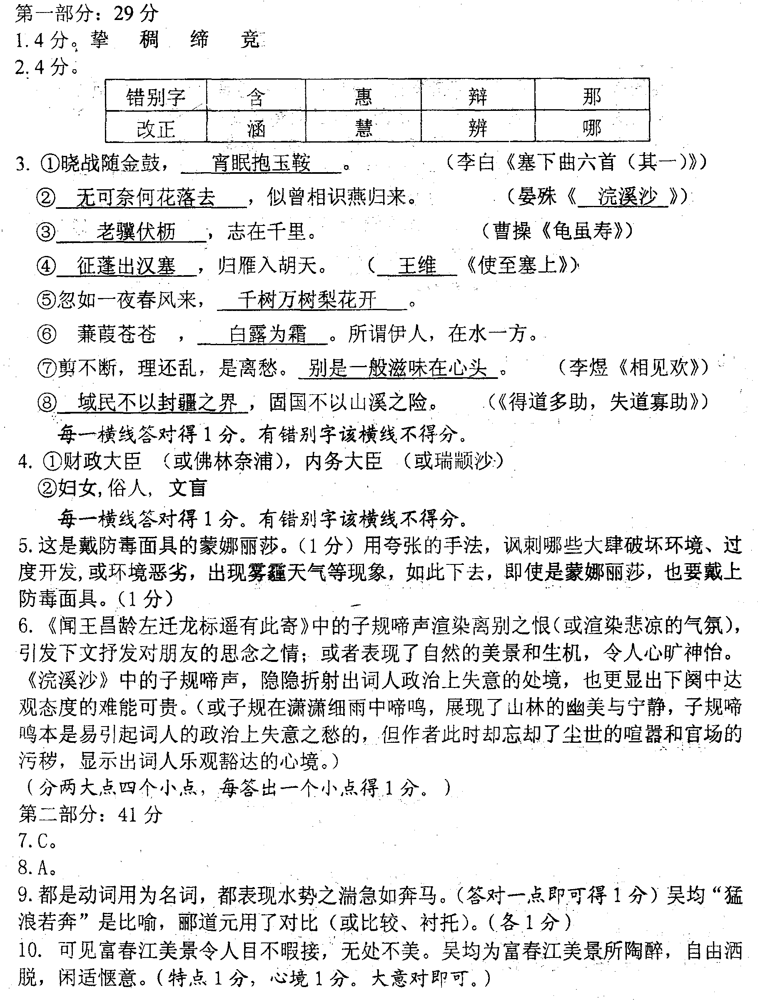 第一部分：29 分
1. 4 分。挚 稠 缔 竞
2. 4 分。
错别字 含 惠 辩 那
改正 涵 慧 辨 哪
3. ①晓战随金鼓，宵眠抱玉鞍。（李白《塞下曲六首（其一）》）
②无可奈何花落去，似曾相识燕归来。（晏殊《浣溪沙》）
③老骥伏枥，志在千里。（曹操《龟虽寿》）
④征蓬出汉塞，归雁入胡天。（王维《使至塞上》）
⑤忽如一夜春风来，千树万树梨花开。
⑥蒹葭苍苍，白露为霜。所谓伊人，在水一方。
⑦剪不断，理还乱，是离愁。别是一般滋味在心头。（李煜《相见欢》）
⑧域民不以封疆之界，固国不以山溪之险。（《得道多助，失道寡助》）
每一横线答对得 1 分。有错别字该横线不得分。
4. ①财政大臣（或佛林奈浦），内务大臣（或瑞颛沙）
②妇女, 俗人, 文盲
每一横线答对得 1 分。有错别字该横线不得分。
5. 这是戴防毒面具的蒙娜丽莎。（1 分）用夸张的手法，讽刺哪些大肆破坏环境、过
度开发, 或环境恶劣，出现雾霾天气等现象，如此下去，即使是蒙娜丽莎，也要戴上
防毒面具。（1 分）
6. 《闻王昌龄左迁龙标遥有此寄》中的子规啼声渲染离别之恨（或渲染悲凉的气氛），
引发下文抒发对朋友的思念之情；或者表现了自然的美景和生机，令人心旷神怡。
《浣溪沙》中的子规啼声，隐隐折射出词人政治上失意的处境，也更显出下阕中达
观态度的难能可贵。（或子规在潇潇细雨中啼鸣，展现了山林的幽美与宁静，子规啼
鸣本是易引起词人的政治上失意之愁的，但作者此时却忘却了尘世的喧嚣和官场的
污秽，显示出词人乐观豁达的心境。）
（分两大点四个小点，每答出一个小点得 1 分。）
第二部分：41 分
7. C。
8. A。
9. 都是动词用为名词，都表现水势之湍急如奔马。（答对一点即可得 1 分）吴均“猛
浪若奔”是比喻，郦道元用了对比（或比较、衬托）。（各 1 分）
10. 可见富春江美景令人目不暇接，无处不美。吴均为富春江美景所陶醉，自由洒
脱，闲适惬意。（特点 1 分，心境 1 分。大意对即可。）